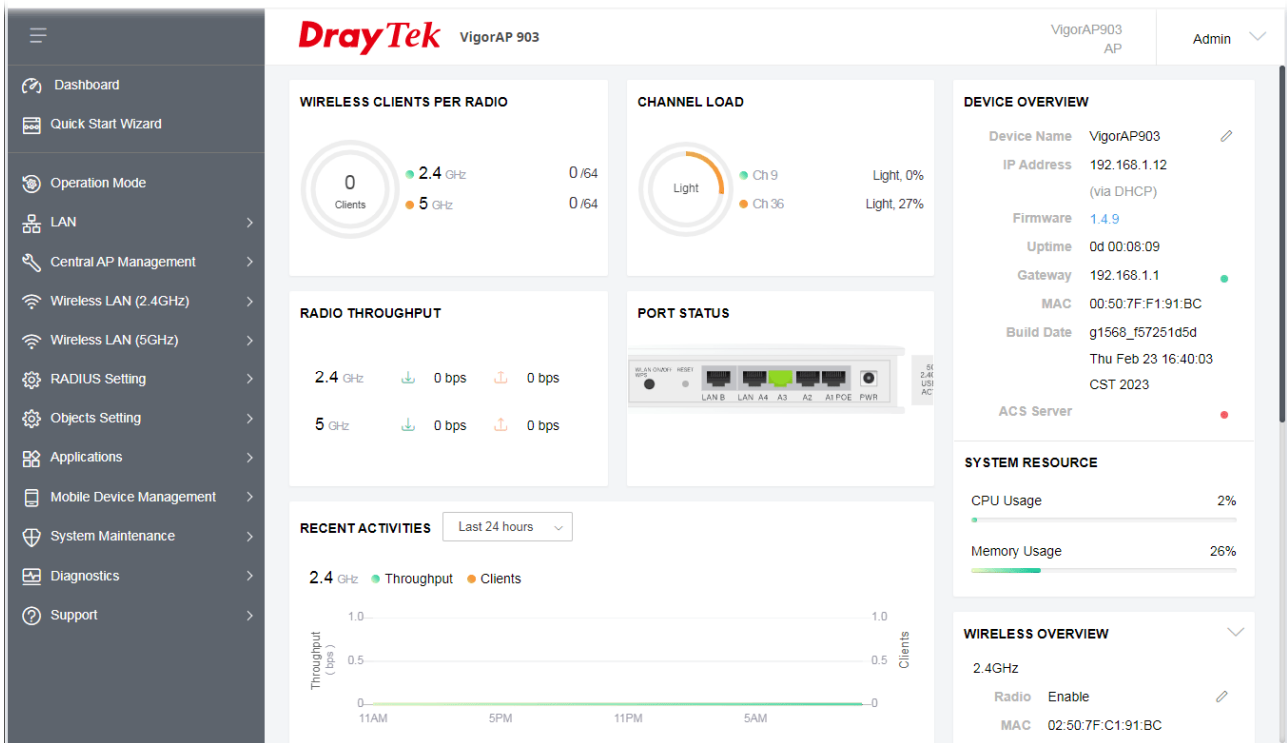 DrayTek VigorAP 903
VigorAP903
AP
Admin
Dashboard
Quick Start Wizard
Operation Mode
LAN
Central AP Management
Wireless LAN (2.4GHz)
Wireless LAN (5GHz)
RADIUS Setting
Objects Setting
Applications
Mobile Device Management
System Maintenance
Diagnostics
Support
WIRELESS CLIENTS PER RADIO
0
Clients
2.4 GHz 0 /64
5 GHz 0 /64
CHANNEL LOAD
Light
Ch 9 Light, 0%
Ch 36 Light, 27%
RADIO THROUGHPUT
2.4 GHz 0 bps 0 bps
5 GHz 0 bps 0 bps
PORT STATUS
WLAN ON/OFF RESET
WPS
LAN B LAN A4 A3 A2 A1 POE PWR
RECENT ACTIVITIES Last 24 hours
2.4 GHz Throughput Clients
Throughput
( bps )
1.0 1.0
0.5 0.5
0 0
Clients
11AM 5PM 11PM 5AM
DEVICE OVERVIEW
Device Name VigorAP903
IP Address 192.168.1.12
(via DHCP)
Firmware 1.4.9
Uptime 0d 00:08:09
Gateway 192.168.1.1
MAC 00:50:7F:F1:91:BC
Build Date g1568_f57251d5d
Thu Feb 23 16:40:03
CST 2023
ACS Server
SYSTEM RESOURCE
CPU Usage 2%
Memory Usage 26%
WIRELESS OVERVIEW
2.4GHz
Radio Enable
MAC 02:50:7F:C1:91:BC